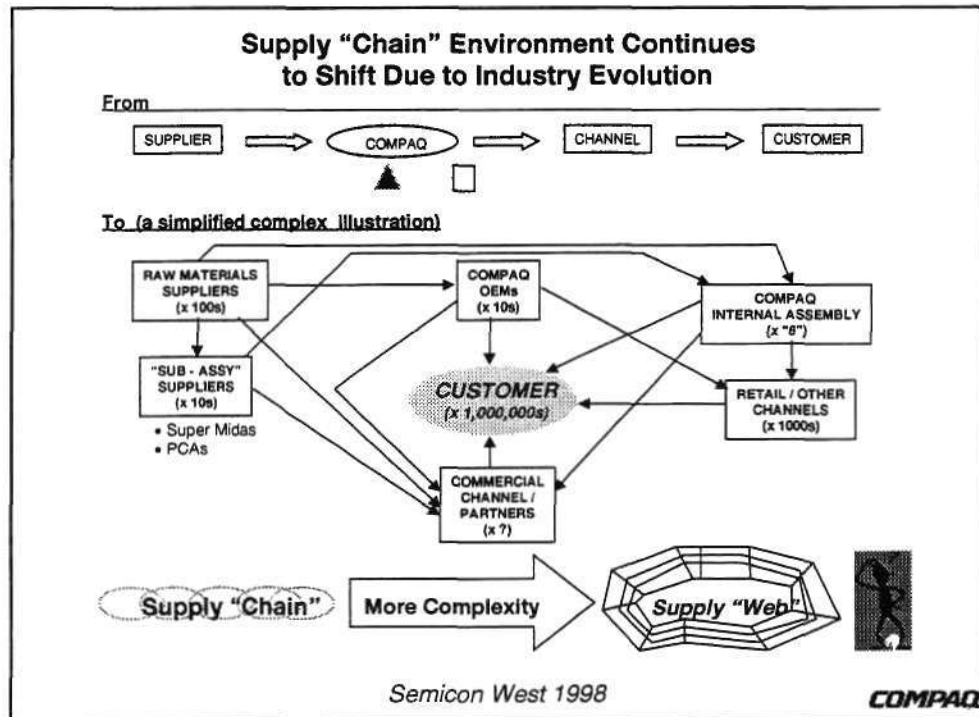 Supply “Chain” Environment Continues
to Shift Due to Industry Evolution
From
SUPPLIER
COMPAQ
CHANNEL
CUSTOMER
To (a simplified complex illustration)
RAW MATERIALS
SUPPLIERS
(x 100s)
COMPAQ
OEMs
(x 10s)
COMPAQ
INTERNAL ASSEMBLY
(x "6")
"SUB - ASSY"
SUPPLIERS
(x 10s)
• Super Midas
• PCAs
CUSTOMER
(x 1,000,000s)
RETAIL / OTHER
CHANNELS
(x 1000s)
COMMERCIAL
CHANNEL /
PARTNERS
(x ?)
Supply “Chain”
More Complexity
Supply “Web”
Semicon West 1998
COMPAQ